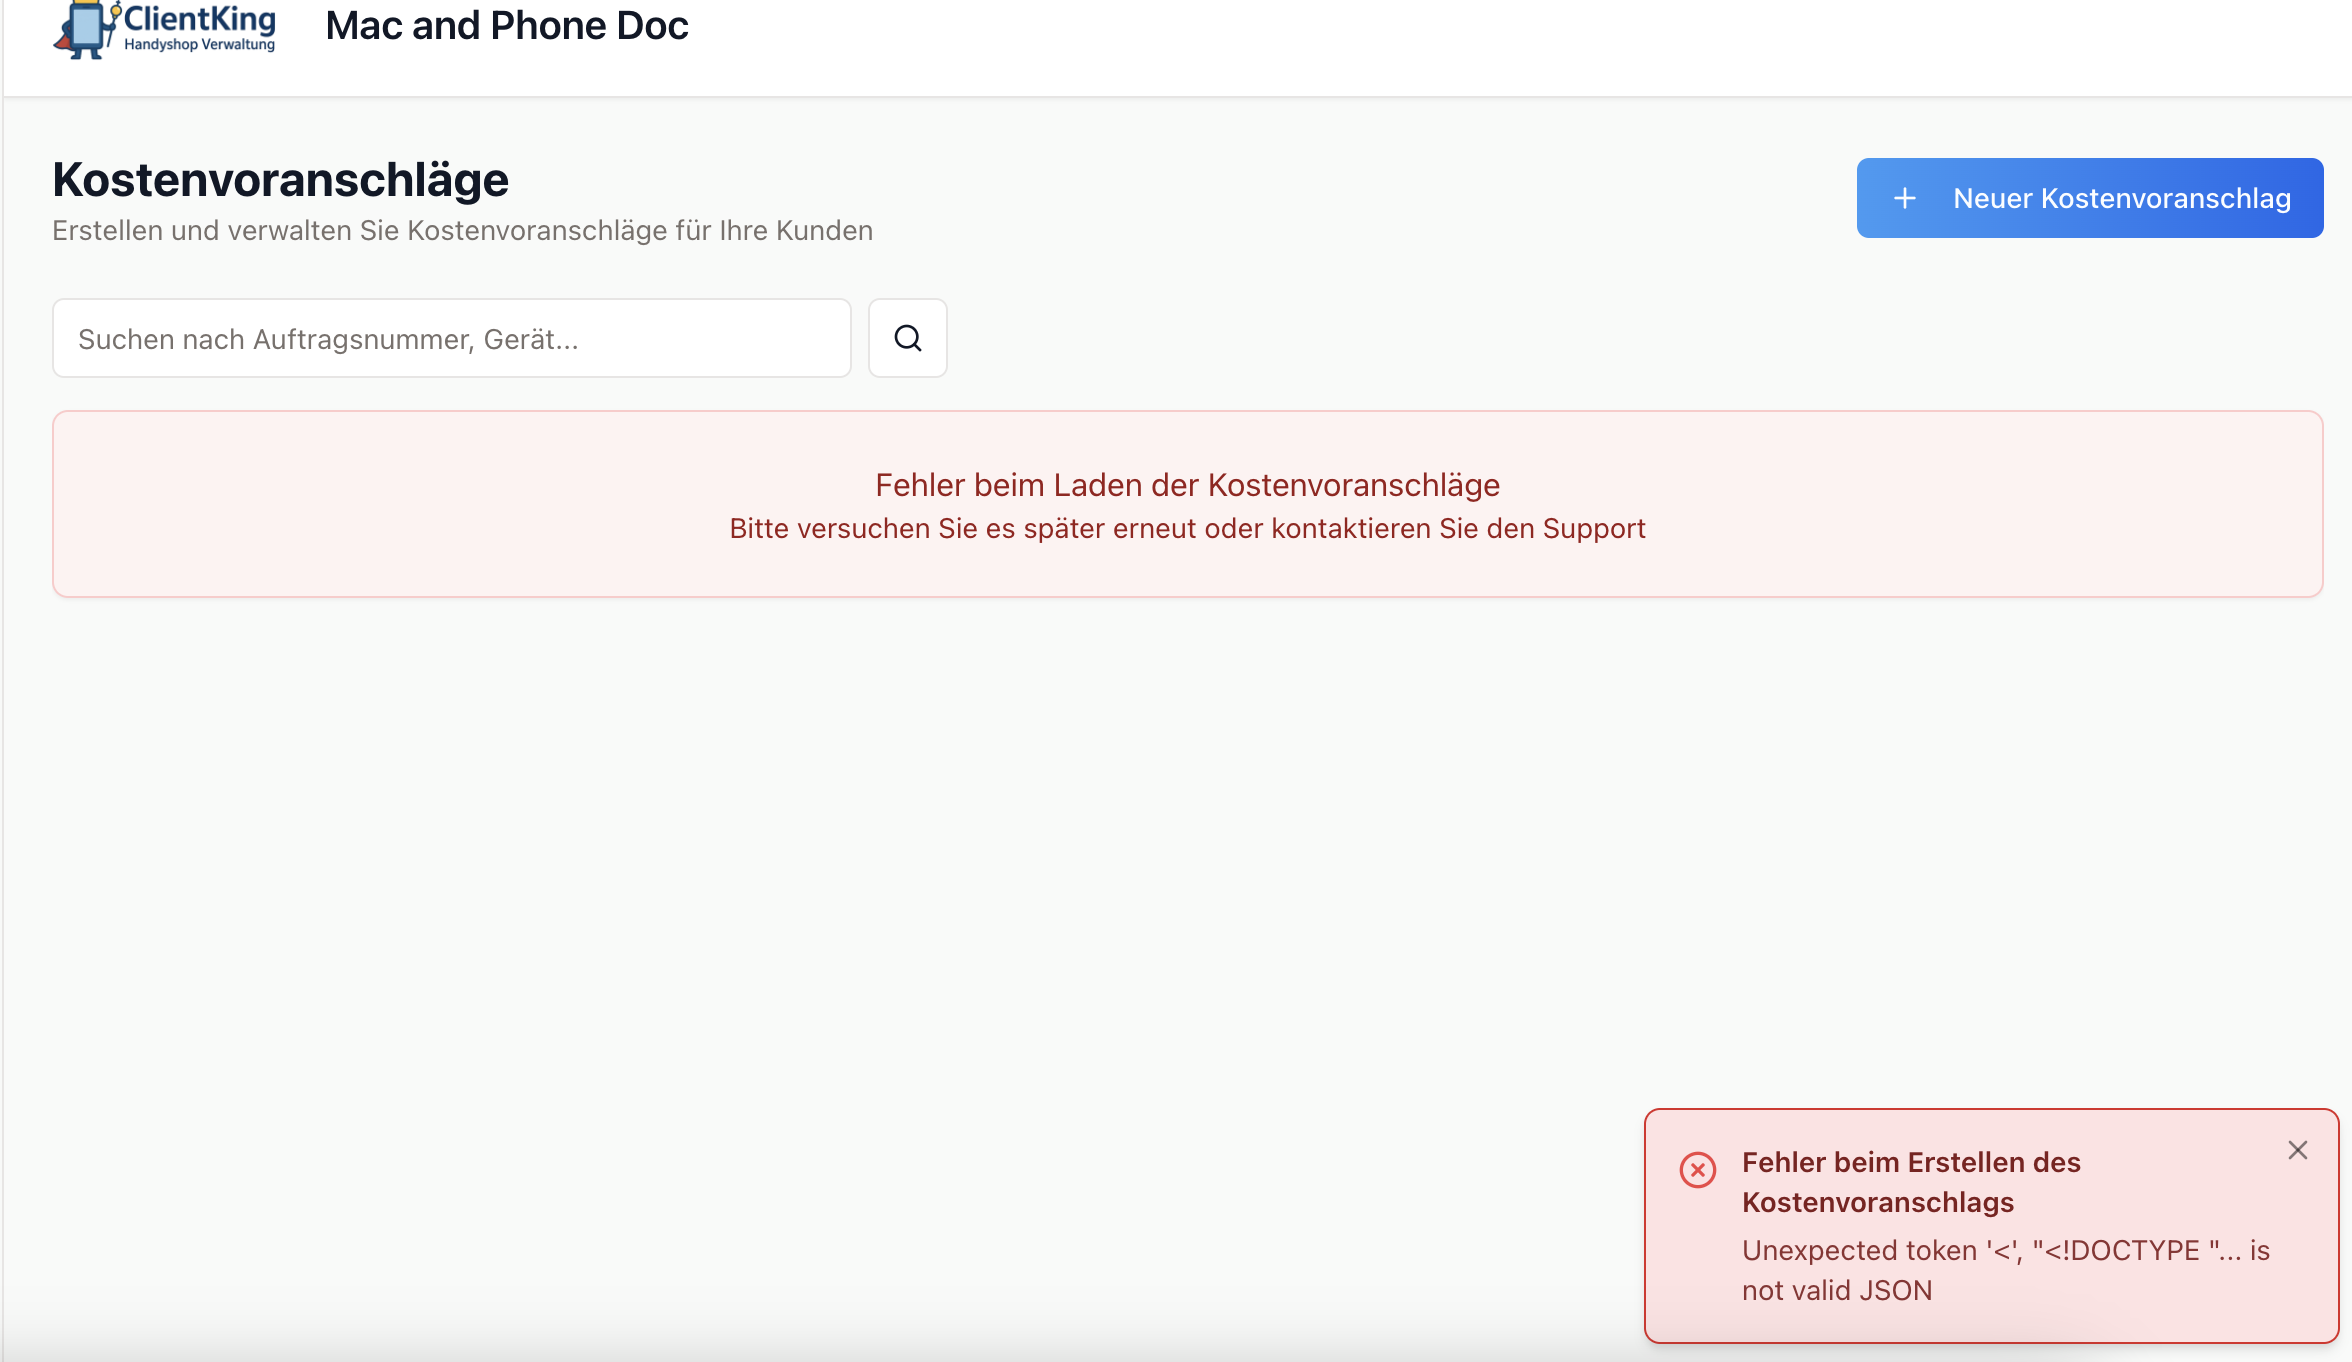 ClientKing
Handyshop Verwaltung
Mac and Phone Doc
Kostenvoranschläge
Erstellen und verwalten Sie Kostenvoranschläge für Ihre Kunden
+ Neuer Kostenvoranschlag
Suchen nach Auftragsnummer, Gerät...
Fehler beim Laden der Kostenvoranschläge
Bitte versuchen Sie es später erneut oder kontaktieren Sie den Support
Fehler beim Erstellen des
Kostenvoranschlags
Unexpected token '<', "<!DOCTYPE "... is
not valid JSON